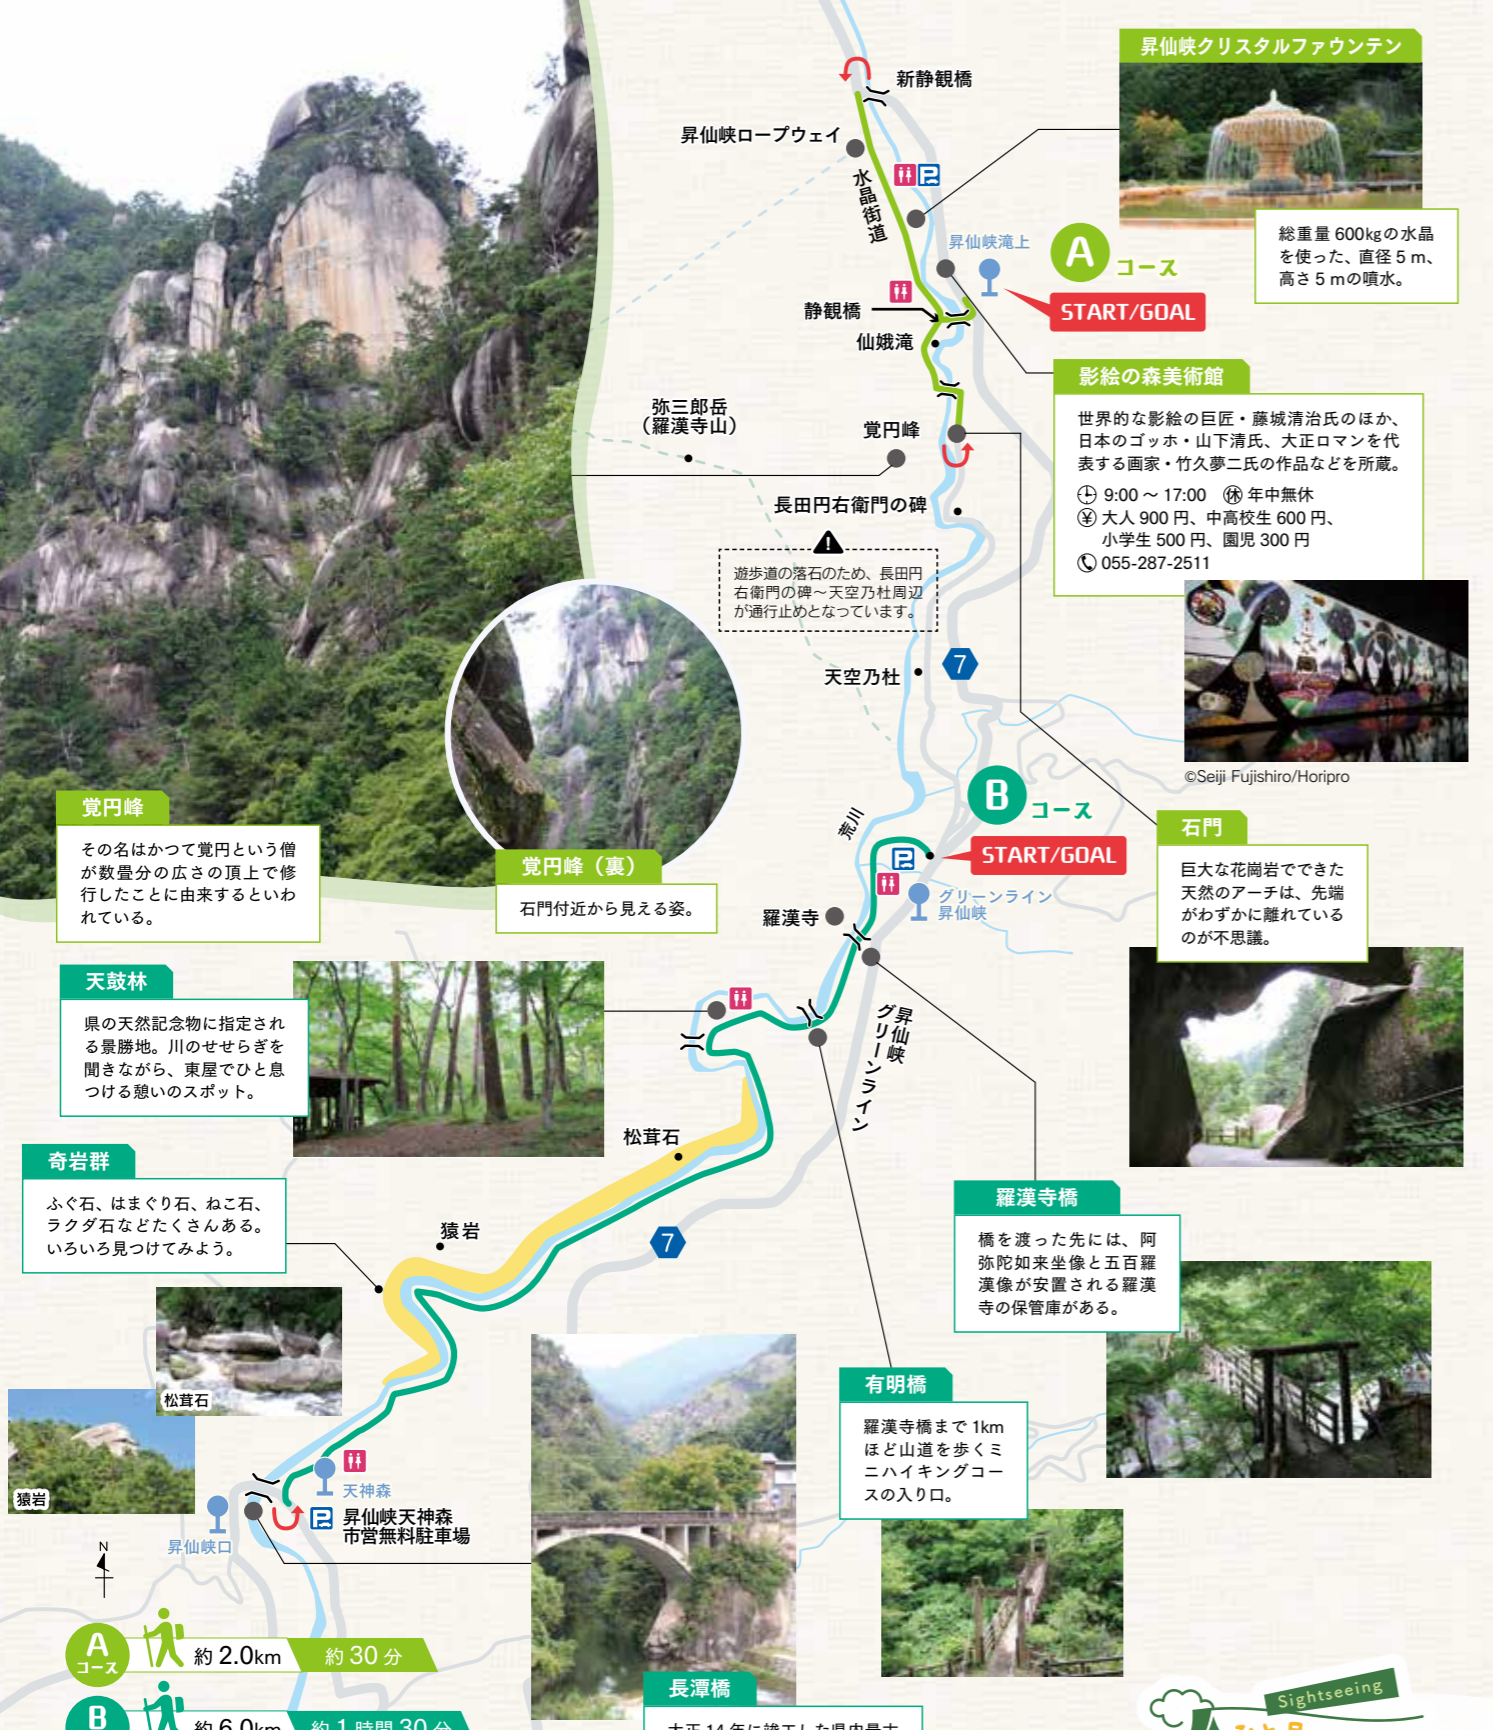 新静観橋
昇仙峡ロープウェイ
水晶街道
昇仙峡クリスタルファウンテン
総重量 600kgの水晶
を使った、直径 5 m、
高さ 5 mの噴水。
昇仙峡滝上
A コース
START/GOAL
静観橋
仙娥滝
影絵の森美術館
世界的な影絵の巨匠・藤城清治氏のほか、
日本のゴッホ・山下清氏、大正ロマンを代
表する画家・竹久夢二氏の作品などを所蔵。
9:00 ～ 17:00 ㊡ 年中無休
¥ 大人 900 円、中高校生 600 円、
小学生 500 円、園児 300 円
055-287-2511
©Seiji Fujishiro/Horipro
弥三郎岳
（羅漢寺山）
覚円峰
長田円右衛門の碑
!
遊歩道の落石のため、長田円
右衛門の碑～天空乃杜周辺
が通行止めとなっています。
天空乃杜
7
B コース
START/GOAL
荒川
P
グリーンライン
昇仙峡
羅漢寺
石門
巨大な花崗岩でできた
天然のアーチは、先端
がわずかに離れている
のが不思議。
覚円峰
その名はかつて覚円という僧
が数畳分の広さの頂上で修
行したことに由来するといわ
れている。
覚円峰（裏）
石門付近から見える姿。
天鼓林
県の天然記念物に指定され
る景勝地。川のせせらぎを
聞きながら、東屋でひと息
つける憩いのスポット。
昇仙峡
グリーンライン
松茸石
奇岩群
ふぐ石、はまぐり石、ねこ石、
ラクダ石などたくさんある。
いろいろ見つけてみよう。
猿岩
7
羅漢寺橋
橋を渡った先には、阿
弥陀如来坐像と五百羅
漢像が安置される羅漢
寺の保管庫がある。
有明橋
羅漢寺橋まで 1km
ほど山道を歩くミ
ニハイキングコー
スの入り口。
松茸石
猿岩
天神森
P
昇仙峡天神森
市営無料駐車場
昇仙峡口
N
A コース 約 2.0km 約 30 分
B 約 6.0km 約 1 時間 30 分
長潭橋
大正 14 年に竣工した県内最古
Sightseeing